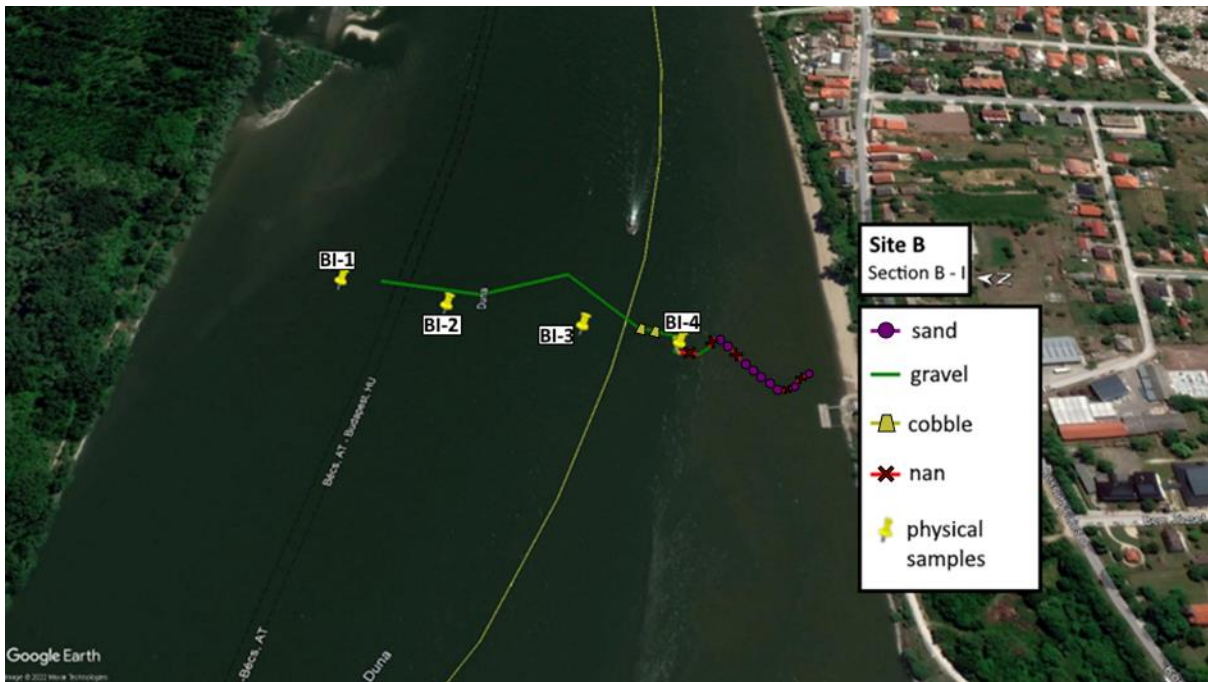 BI-1
BI-2
Duna
BI-3
BI-4
Bécs, AT - Budapest, HU
-Bécs, AT
Duna
Site B
Section B - I
N
sand
gravel
cobble
nan
physical
samples
Google Earth